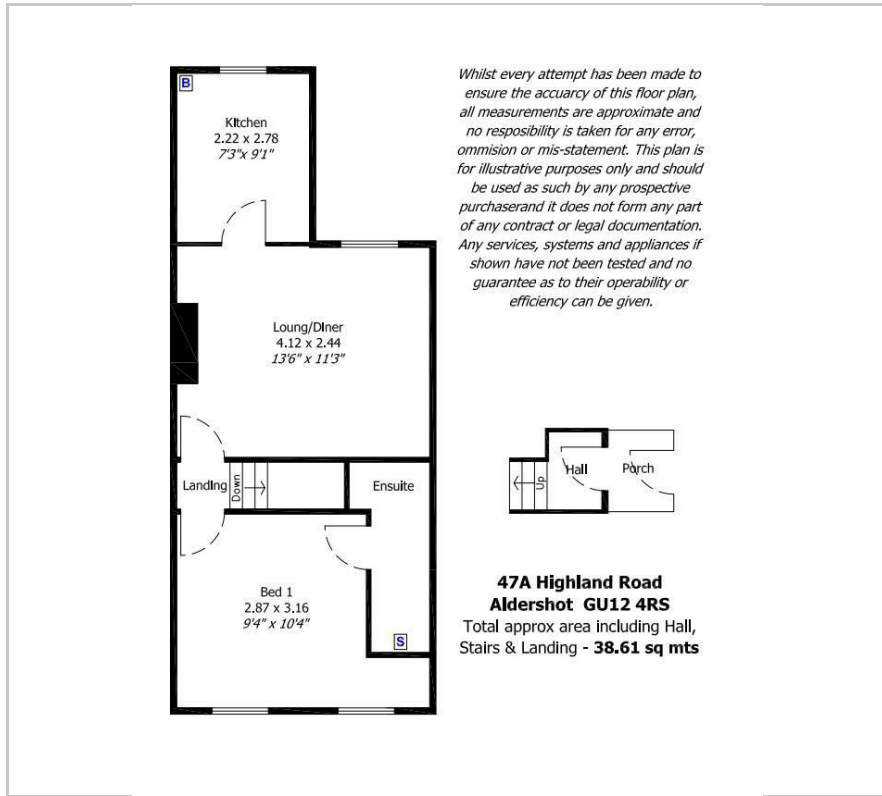 B
Kitchen
2.22 x 2.78
7'3"x 9'1"
Loung/Diner
4.12 x 2.44
13'6" x 11'3"
Landing
Down
Ensuite
Bed 1
2.87 x 3.16
9'4" x 10'4"
S
Whilst every attempt has been made to
ensure the accuarcy of this floor plan,
all measurements are approximate and
no resposibility is taken for any error,
ommision or mis-statement. This plan is
for illustrative purposes only and should
be used as such by any prospective
purchaserand it does not form any part
of any contract or legal documentation.
Any services, systems and appliances if
shown have not been tested and no
guarantee as to their operability or
efficiency can be given.
Up
Hall
Porch
47A Highland Road
Aldershot GU12 4RS
Total approx area including Hall,
Stairs & Landing - 38.61 sq mts